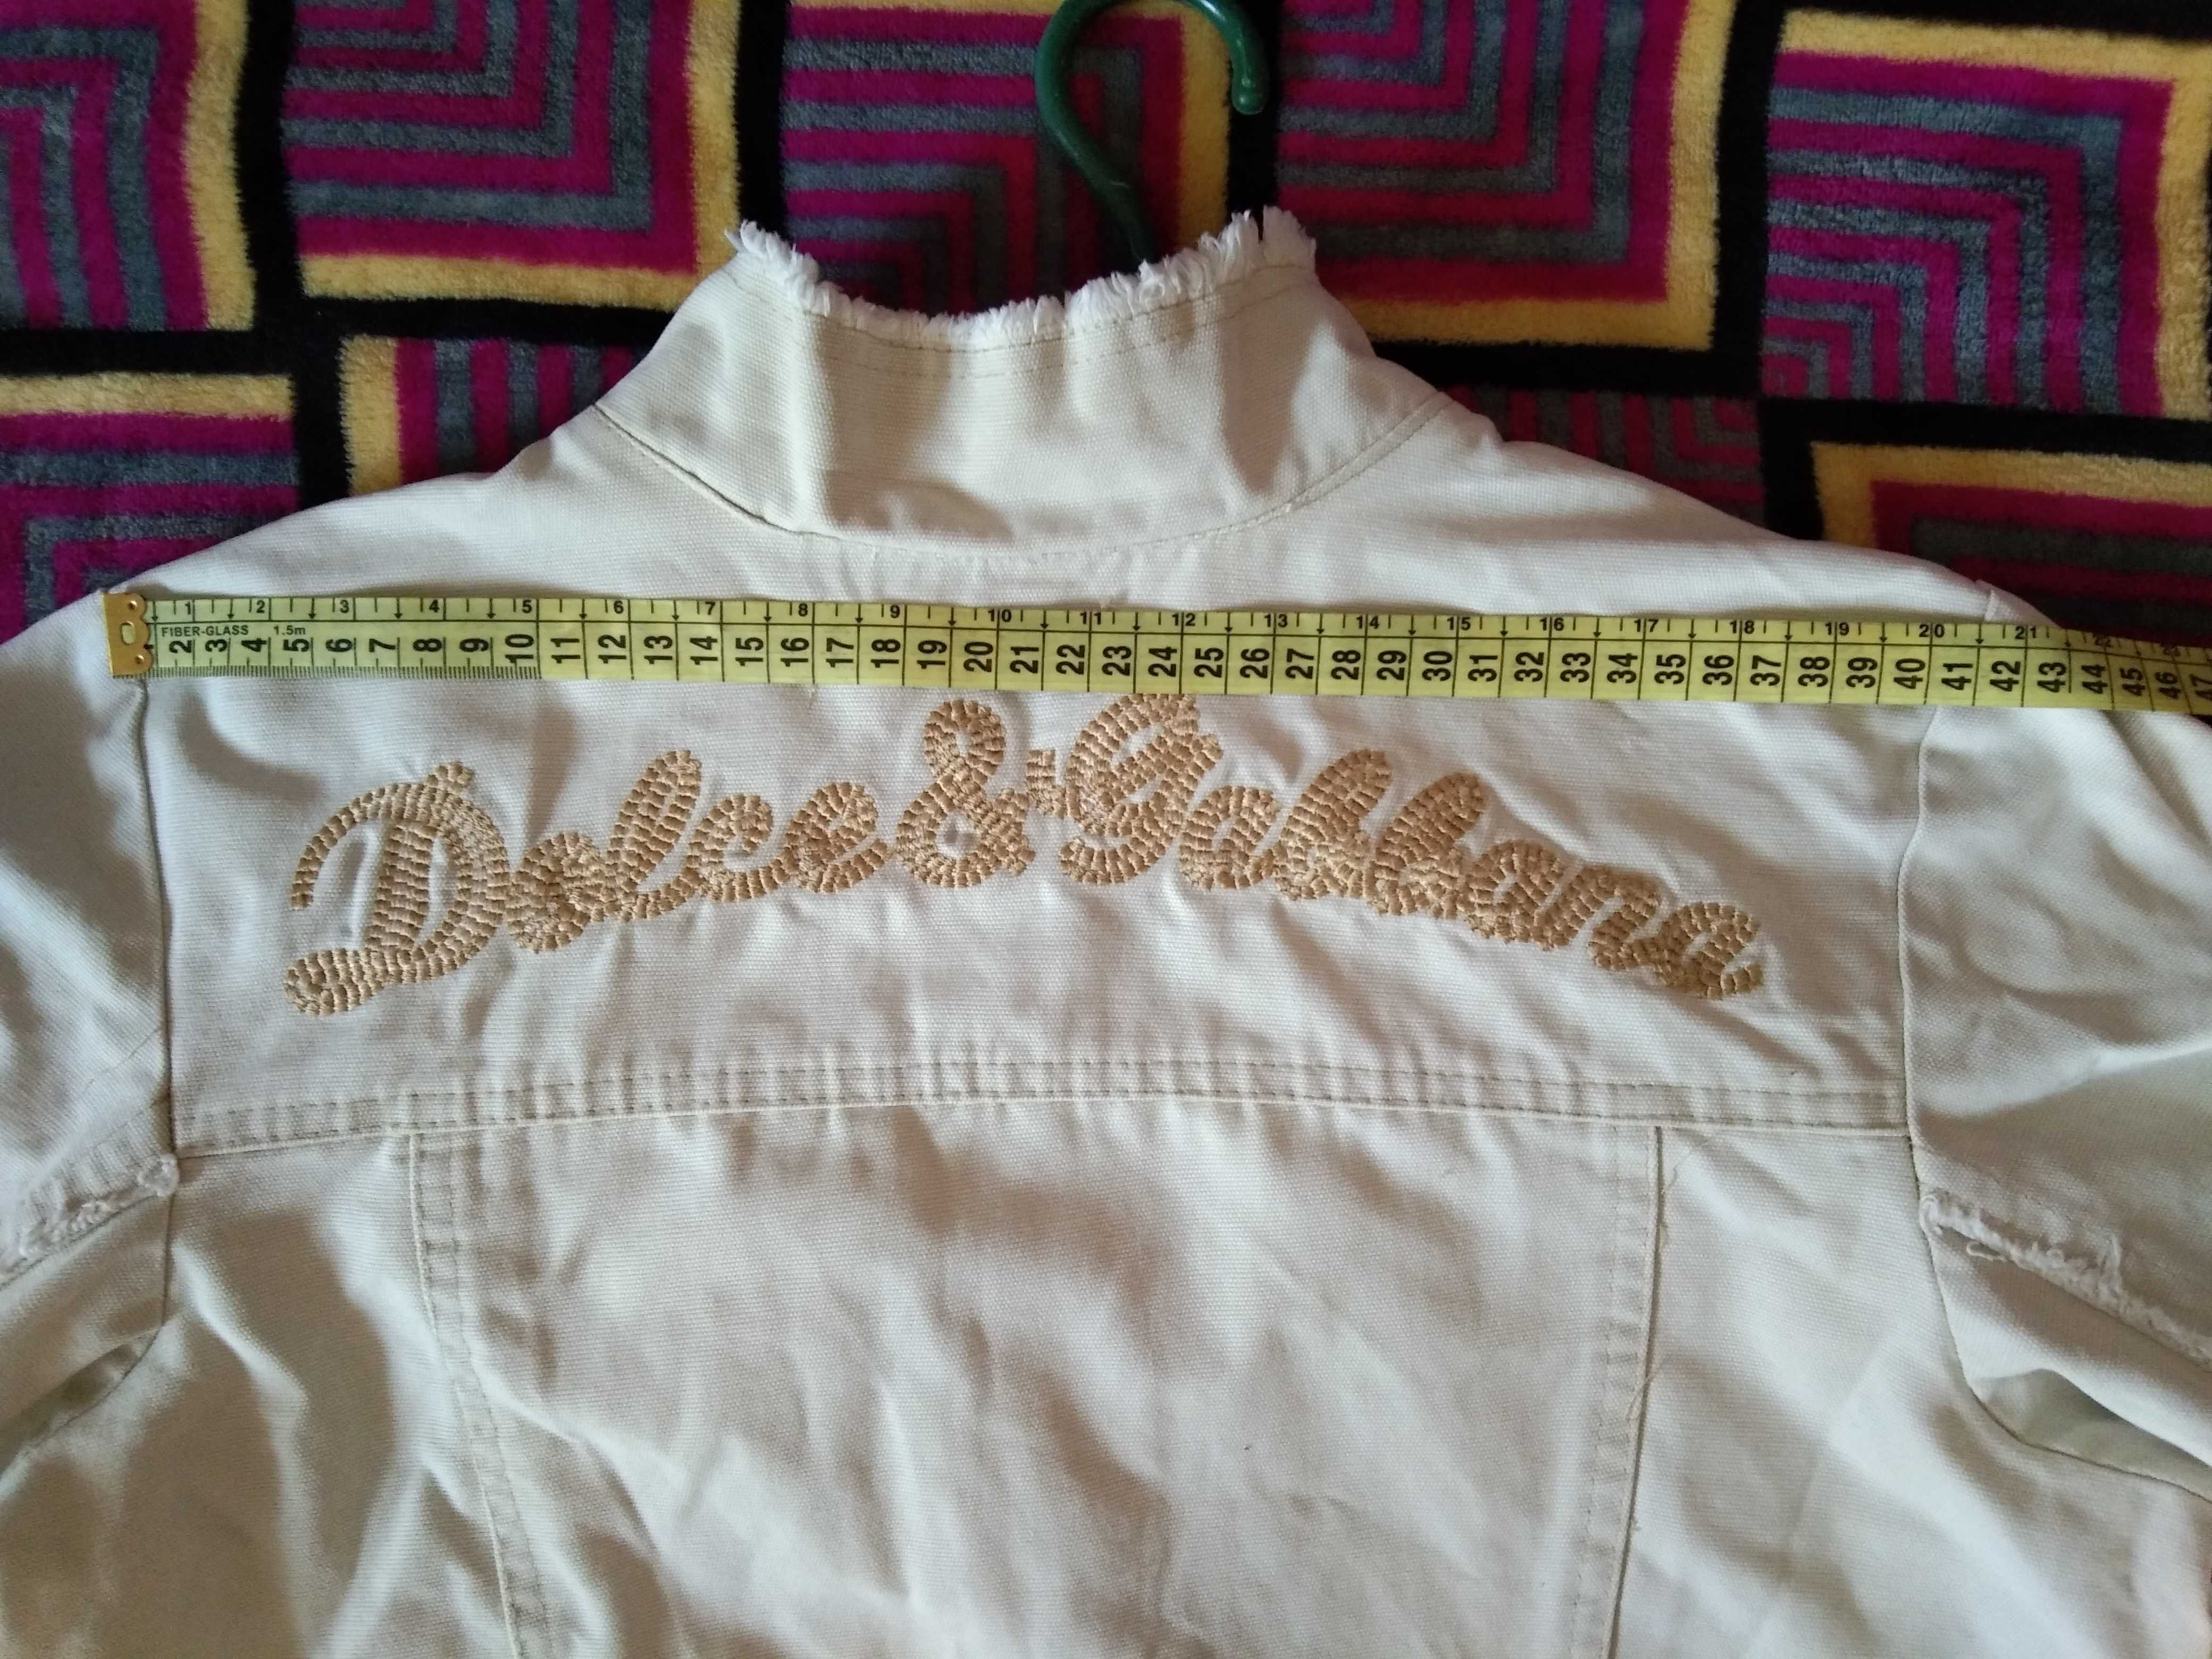 1 2 3 4 5 6 7 8 9 10 11 12 13 14 15 16 17 18 19 20 21
FIBER-GLASS 1.5m
2 3 4 5 6 7 8 9 10 11 12 13 14 15 16 17 18 19 20 21 22 23 24 25 26 27 28 29 30 31 32 33 34 35 36 37 38 39 40 41 42 43 44 45 46
Dolce & Gabbana